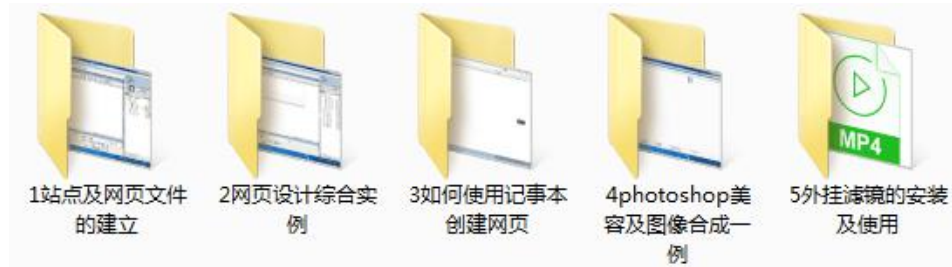 MP4
1站点及网页文件
的建立
2网页设计综合实
例
3如何使用记事本
创建网页
4photoshop美
容及图像合成一
例
5外挂滤镜的安装
及使用